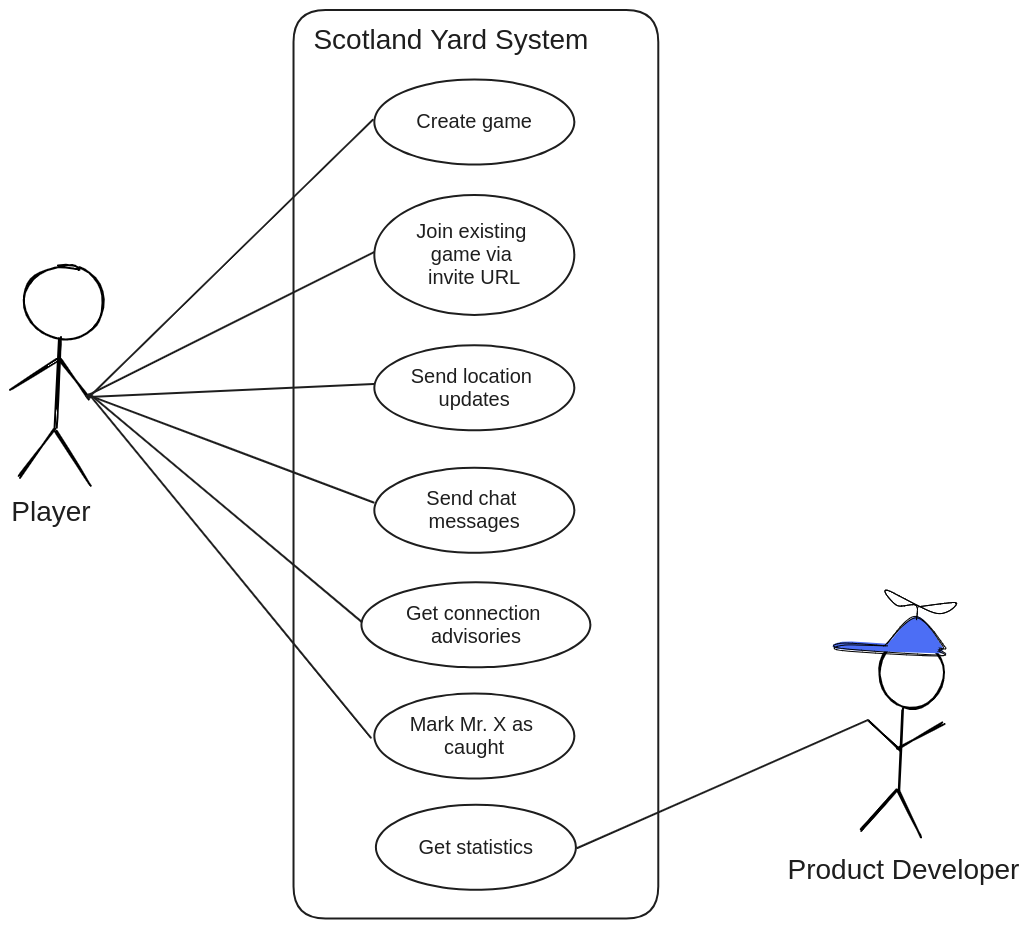 Scotland Yard System
Create game
Join existing
game via
invite URL
Send location
updates
Send chat
messages
Player
Get connection
advisories
Mark Mr. X as
caught
Get statistics
Product Developer